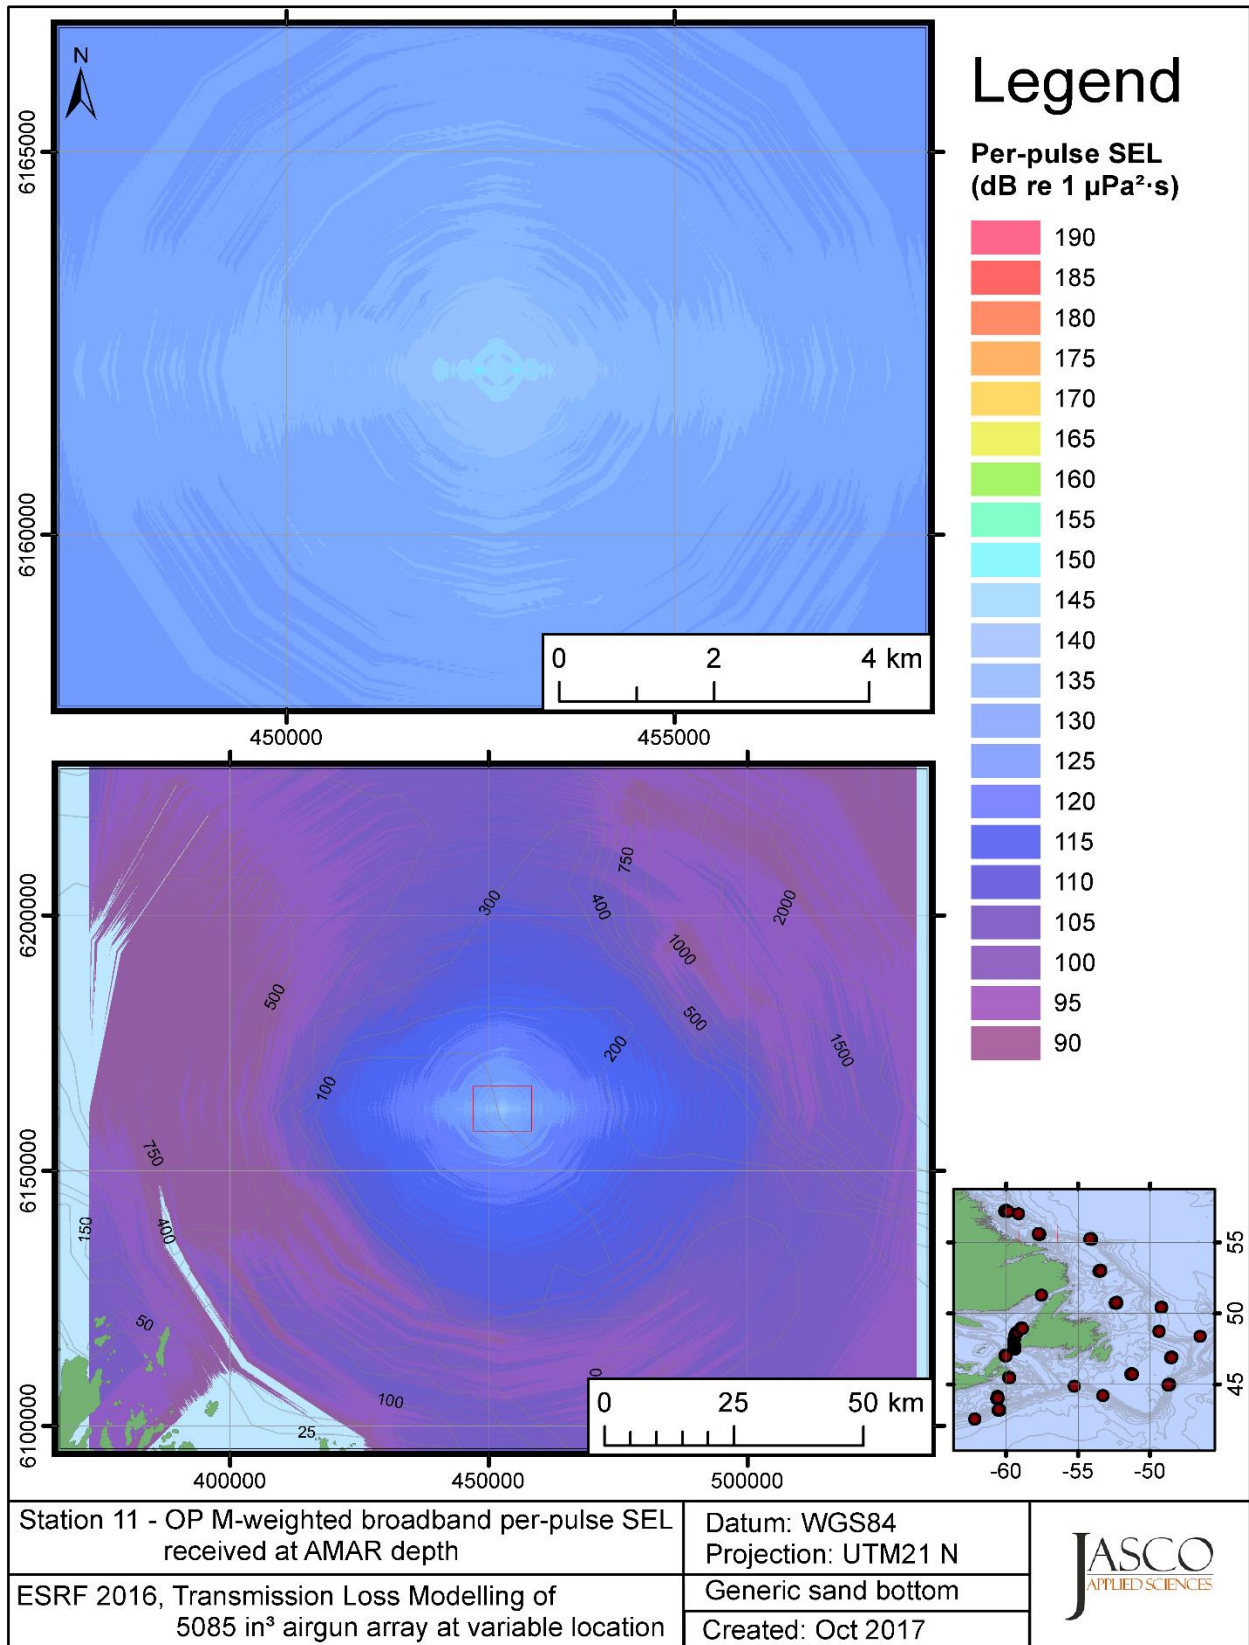 N
6165000
6160000
0 2 4 km
450000 455000
Legend
Per-pulse SEL
(dB re 1 µPa²·s)
190
185
180
175
170
165
160
155
150
145
140
135
130
125
120
115
110
105
100
95
90
6200000
6150000
6100000
750
300
400
2000
1000
500
500
200
1500
100
750
150
400
50
100
25
0
0 25 50 km
400000 450000 500000
55
50
45
-60 -55 -50
Station 11 - OP M-weighted broadband per-pulse SEL
received at AMAR depth
ESRF 2016, Transmission Loss Modelling of
5085 in³ airgun array at variable location
Datum: WGS84
Projection: UTM21 N
Generic sand bottom
Created: Oct 2017
JASCO
APPLIED SCIENCES